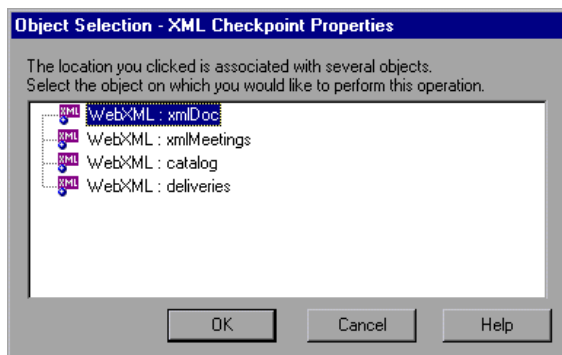 Object Selection - XML Checkpoint Properties
The location you clicked is associated with several objects.
Select the object on which you would like to perform this operation.
XML WebXML : xmlDoc
XML WebXML : xmlMeetings
XML WebXML : catalog
XML WebXML : deliveries
OK Cancel Help